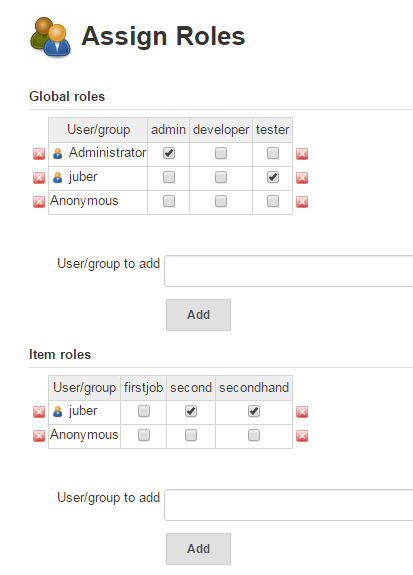 Assign Roles
Global roles
User/group admin developer tester
Administrator
juber
Anonymous
User/group to add
Add
Item roles
User/group firstjob second secondhand
juber
Anonymous
User/group to add
Add